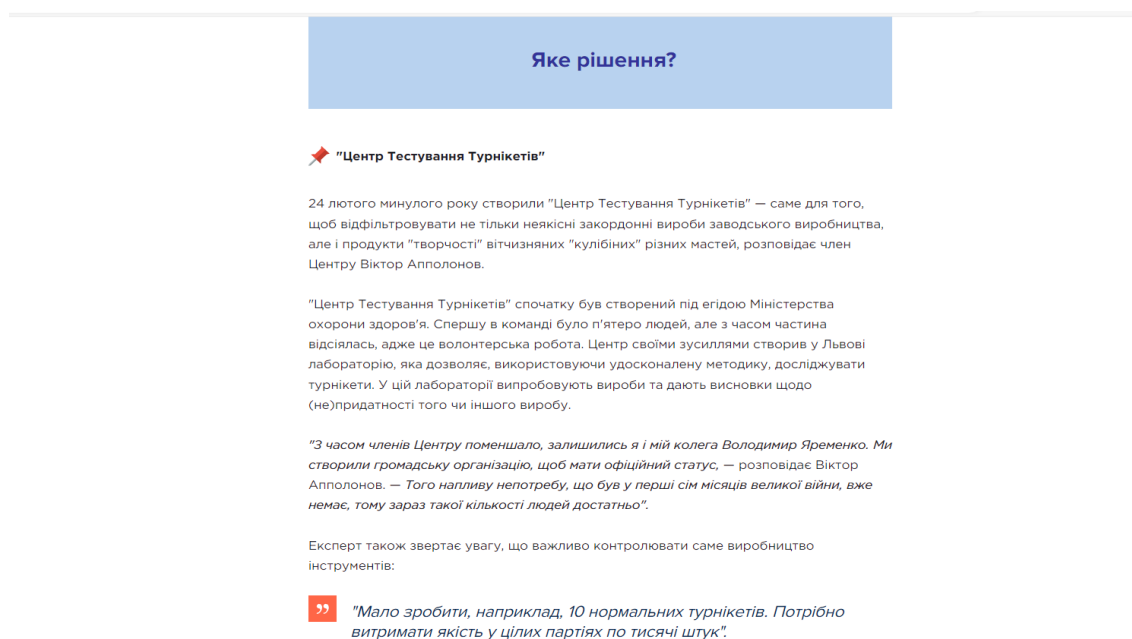 Яке рішення?
"Центр Тестування Турнікетів"
24 лютого минулого року створили "Центр Тестування Турнікетів" — саме для того,
щоб відфільтровувати не тільки неякісні закордонні вироби заводського виробництва,
але і продукти "творчості" вітчизняних "кулібіних" різних мастей, розповідає член
Центру Віктор Апполонов.
"Центр Тестування Турнікетів" спочатку був створений під егідою Міністерства
охорони здоров'я. Спершу в команді було п'ятеро людей, але з часом частина
відсіялась, адже це волонтерська робота. Центр своїми зусиллями створив у Львові
лабораторію, яка дозволяє, використовуючи удосконалену методику, досліджувати
турнікети. У цій лабораторії випробовують вироби та дають висновки щодо
(не)придатності того чи іншого виробу.
"З часом членів Центру поменшало, залишились я і мій колега Володимир Яременко. Ми
створили громадську організацію, щоб мати офіційний статус, — розповідає Віктор
Апполонов. — Того напливу непотребу, що був у перші сім місяців великої війни, вже
немає, тому зараз такої кількості людей достатньо".
Експерт також звертає увагу, що важливо контролювати саме виробництво
інструментів:
"Мало зробити, наприклад, 10 нормальних турнікетів. Потрібно
витримати якість у цілих партіях по тисячі штук".